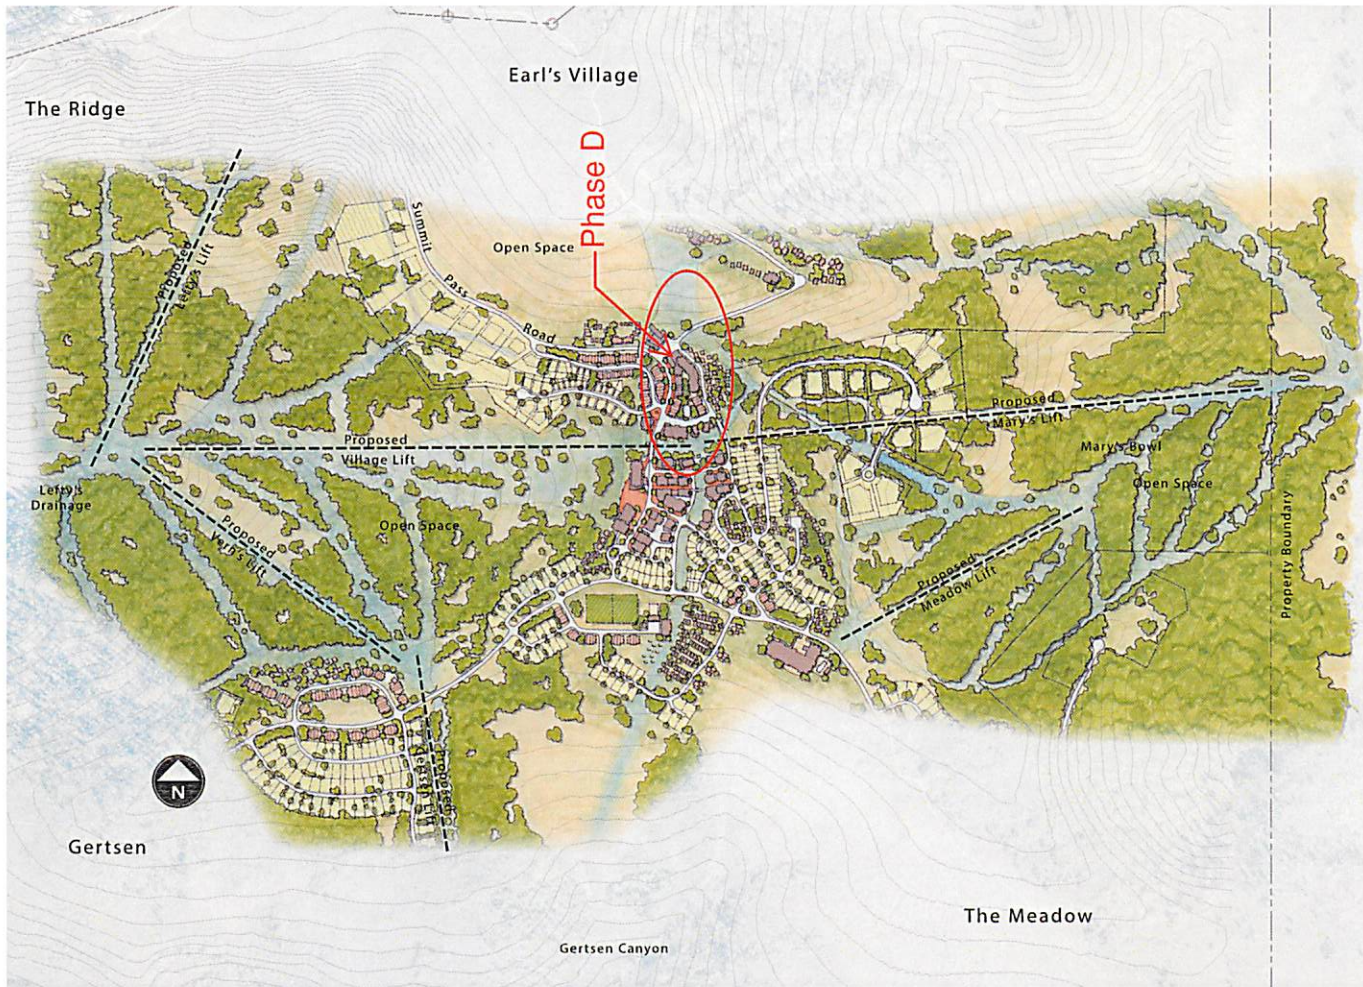 Earl's Village
The Ridge
Phase D
Summit
Pass
Road
Open Space
Proposed
Lefty's Lift
Proposed
Mary's Lift
Proposed
Village Lift
Mary's Bowl
Open Space
Lefty's
Drainage
Open Space
Proposed
Vern's Lift
Proposed
Meadow Lift
Property Boundary
Proposed
N
Gertsen
The Meadow
Gertsen Canyon